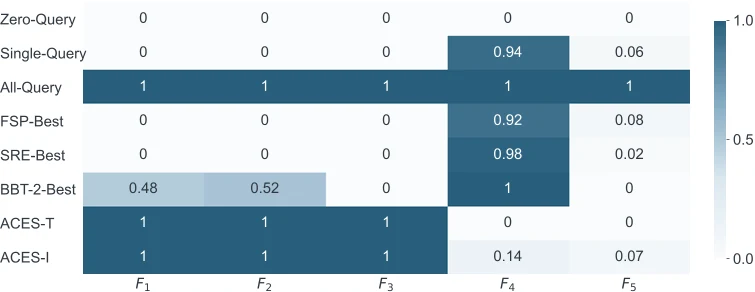 Zero-Query 0 0 0 0 0 1.0
Single-Query 0 0 0 0.94 0.06
All-Query 1 1 1 1 1
FSP-Best 0 0 0 0.92 0.08 0.5
SRE-Best 0 0 0 0.98 0.02
BBT-2-Best 0.48 0.52 0 1 0
ACES-T 1 1 1 0 0
ACES-I 1 1 1 0.14 0.07 0.0
F₁ F₂ F₃ F₄ F₅